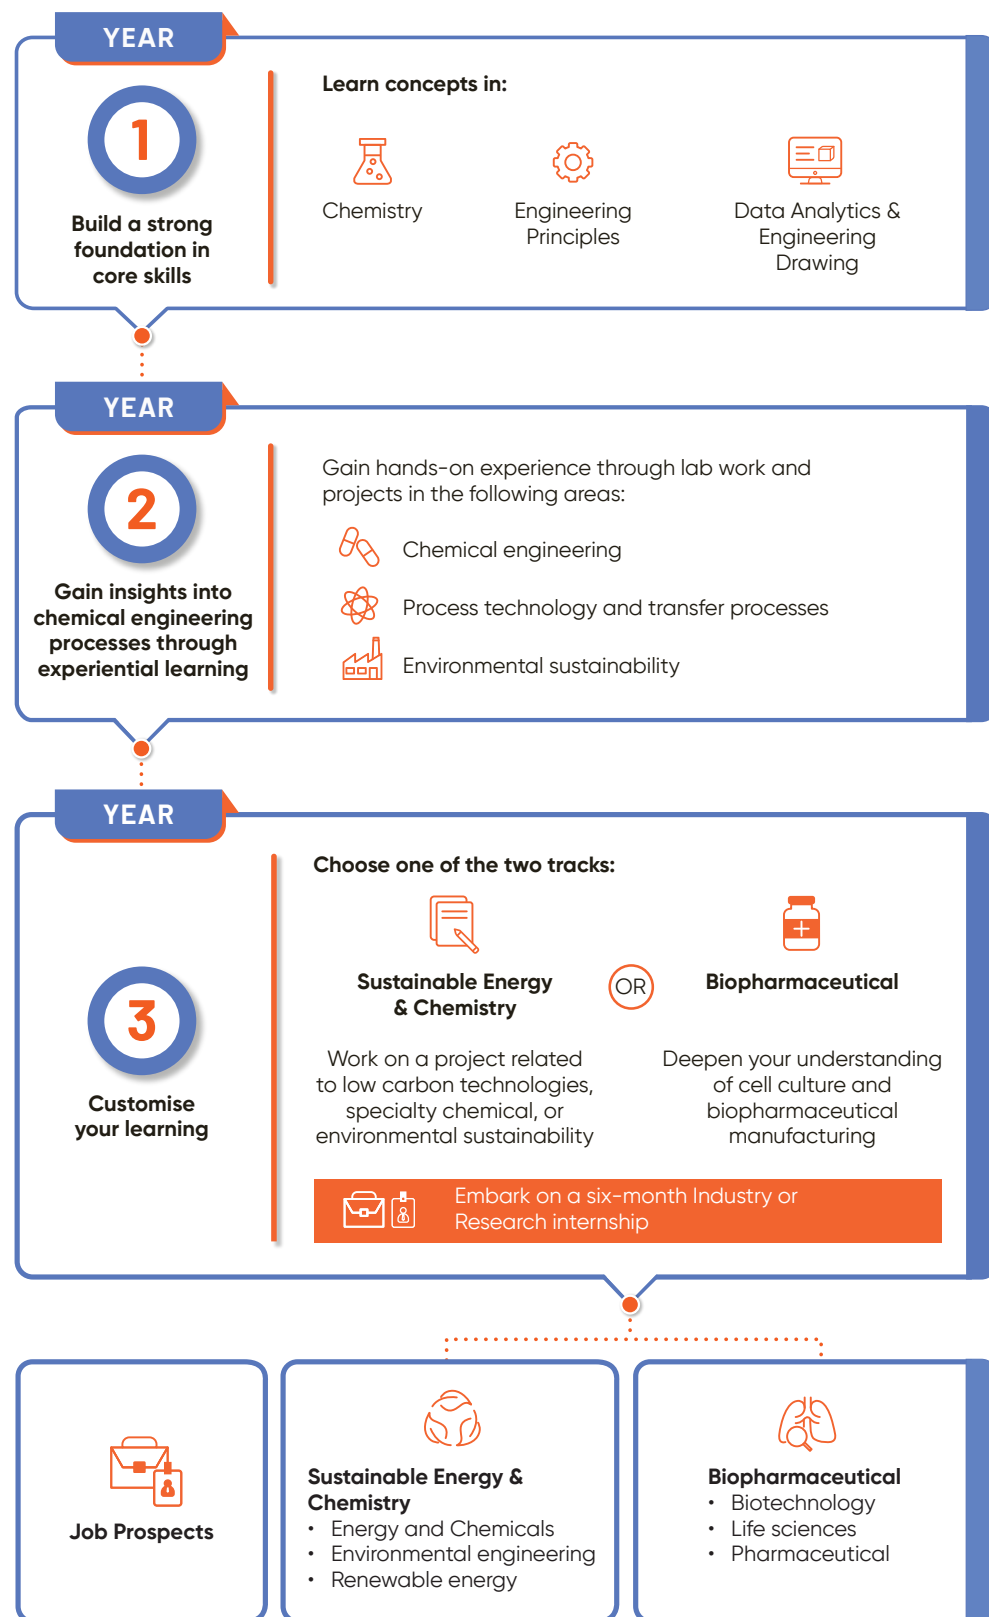 YEAR
1
Build a strong
foundation in
core skills
Learn concepts in:
Chemistry
Engineering
Principles
Data Analytics &
Engineering
Drawing
YEAR
2
Gain insights into
chemical engineering
processes through
experiential learning
Gain hands-on experience through lab work and
projects in the following areas:
Chemical engineering
Process technology and transfer processes
Environmental sustainability
YEAR
3
Customise
your learning
Choose one of the two tracks:
Sustainable Energy
& Chemistry
Work on a project related
to low carbon technologies,
specialty chemical, or
environmental sustainability
OR
Biopharmaceutical
Deepen your understanding
of cell culture and
biopharmaceutical
manufacturing
Embark on a six-month Industry or
Research internship
Job Prospects
Sustainable Energy &
Chemistry
• Energy and Chemicals
• Environmental engineering
• Renewable energy
Biopharmaceutical
• Biotechnology
• Life sciences
• Pharmaceutical